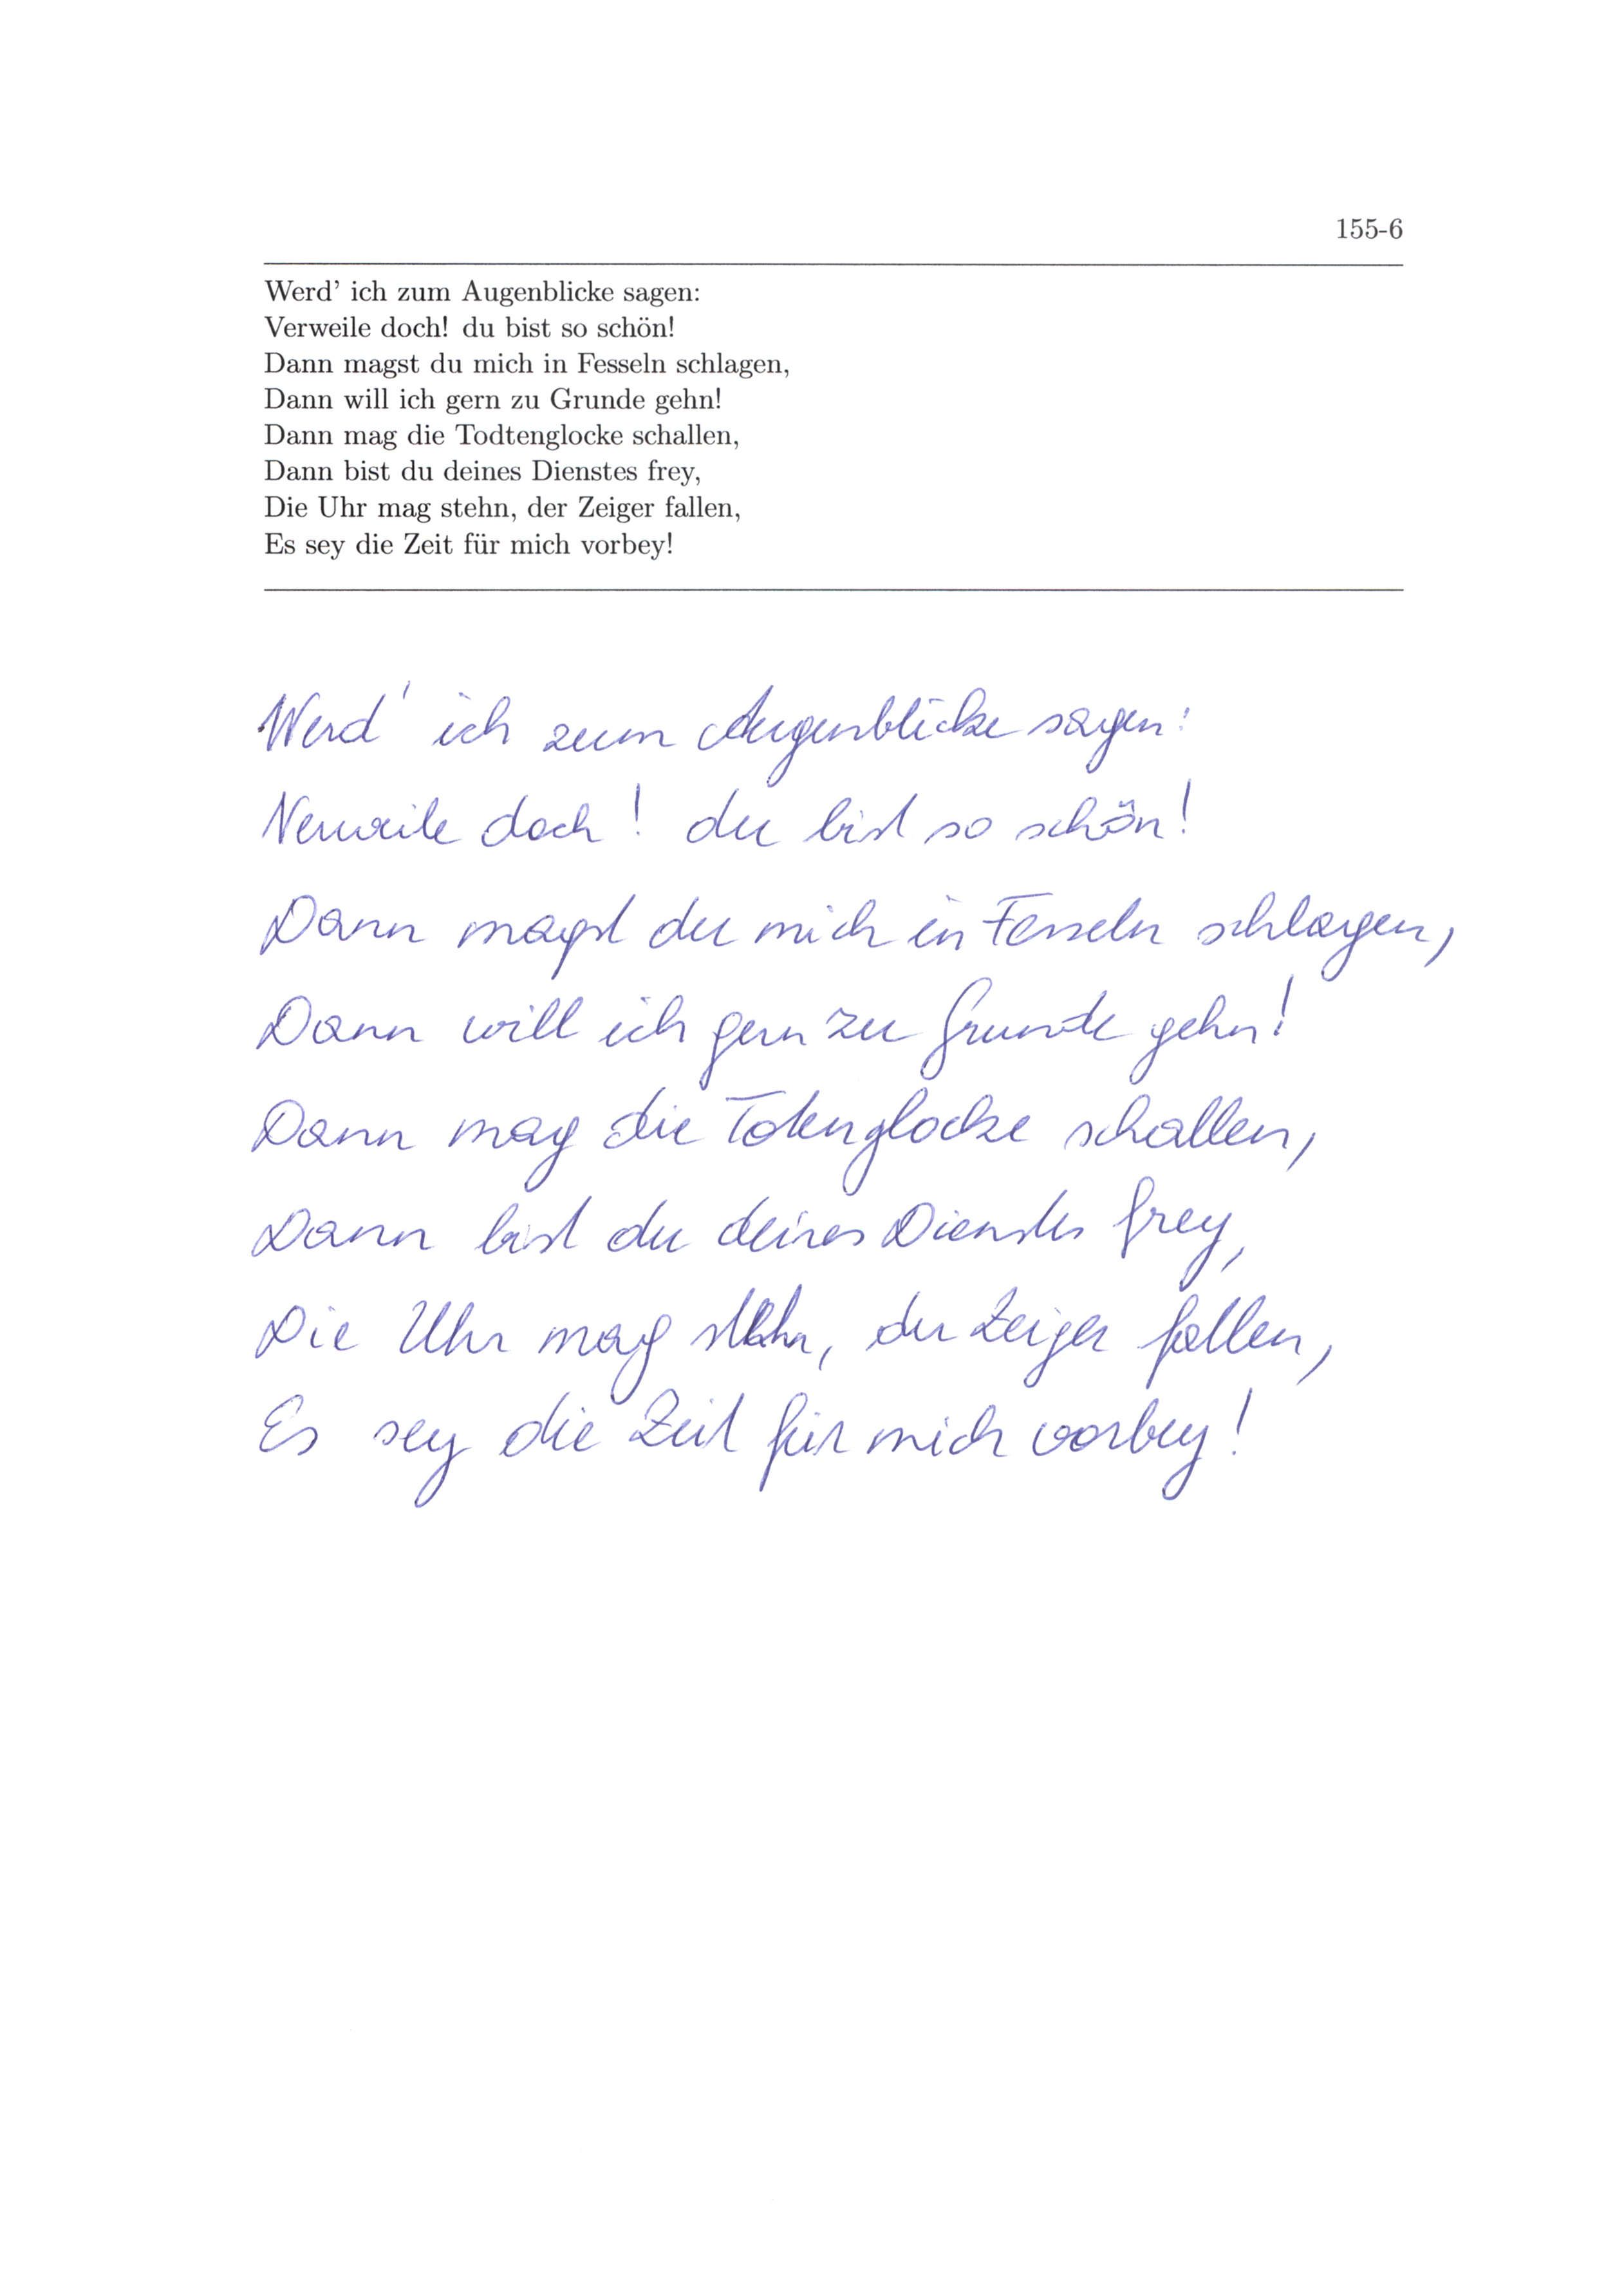 155-6
Werd' ich zum Augenblicke sagen:
Verweile doch! du bist so schön!
Dann magst du mich in Fesseln schlagen,
Dann will ich gern zu Grunde gehn!
Dann mag die Todtenglocke schallen,
Dann bist du deines Dienstes frey,
Die Uhr mag stehn, der Zeiger fallen,
Es sey die Zeit für mich vorbey!
Werd' ich zum Augenblicke sagen:
Verweile doch! du bist so schön!
Dann magst du mich in Fesseln schlagen,
Dann will ich gern zu Grunde gehn!
Dann mag die Totenglocke schallen,
Dann bist du deines Dienstes frey,
Die Uhr mag stehn, der Zeiger fallen,
Es sey die Zeit für mich vorbey!